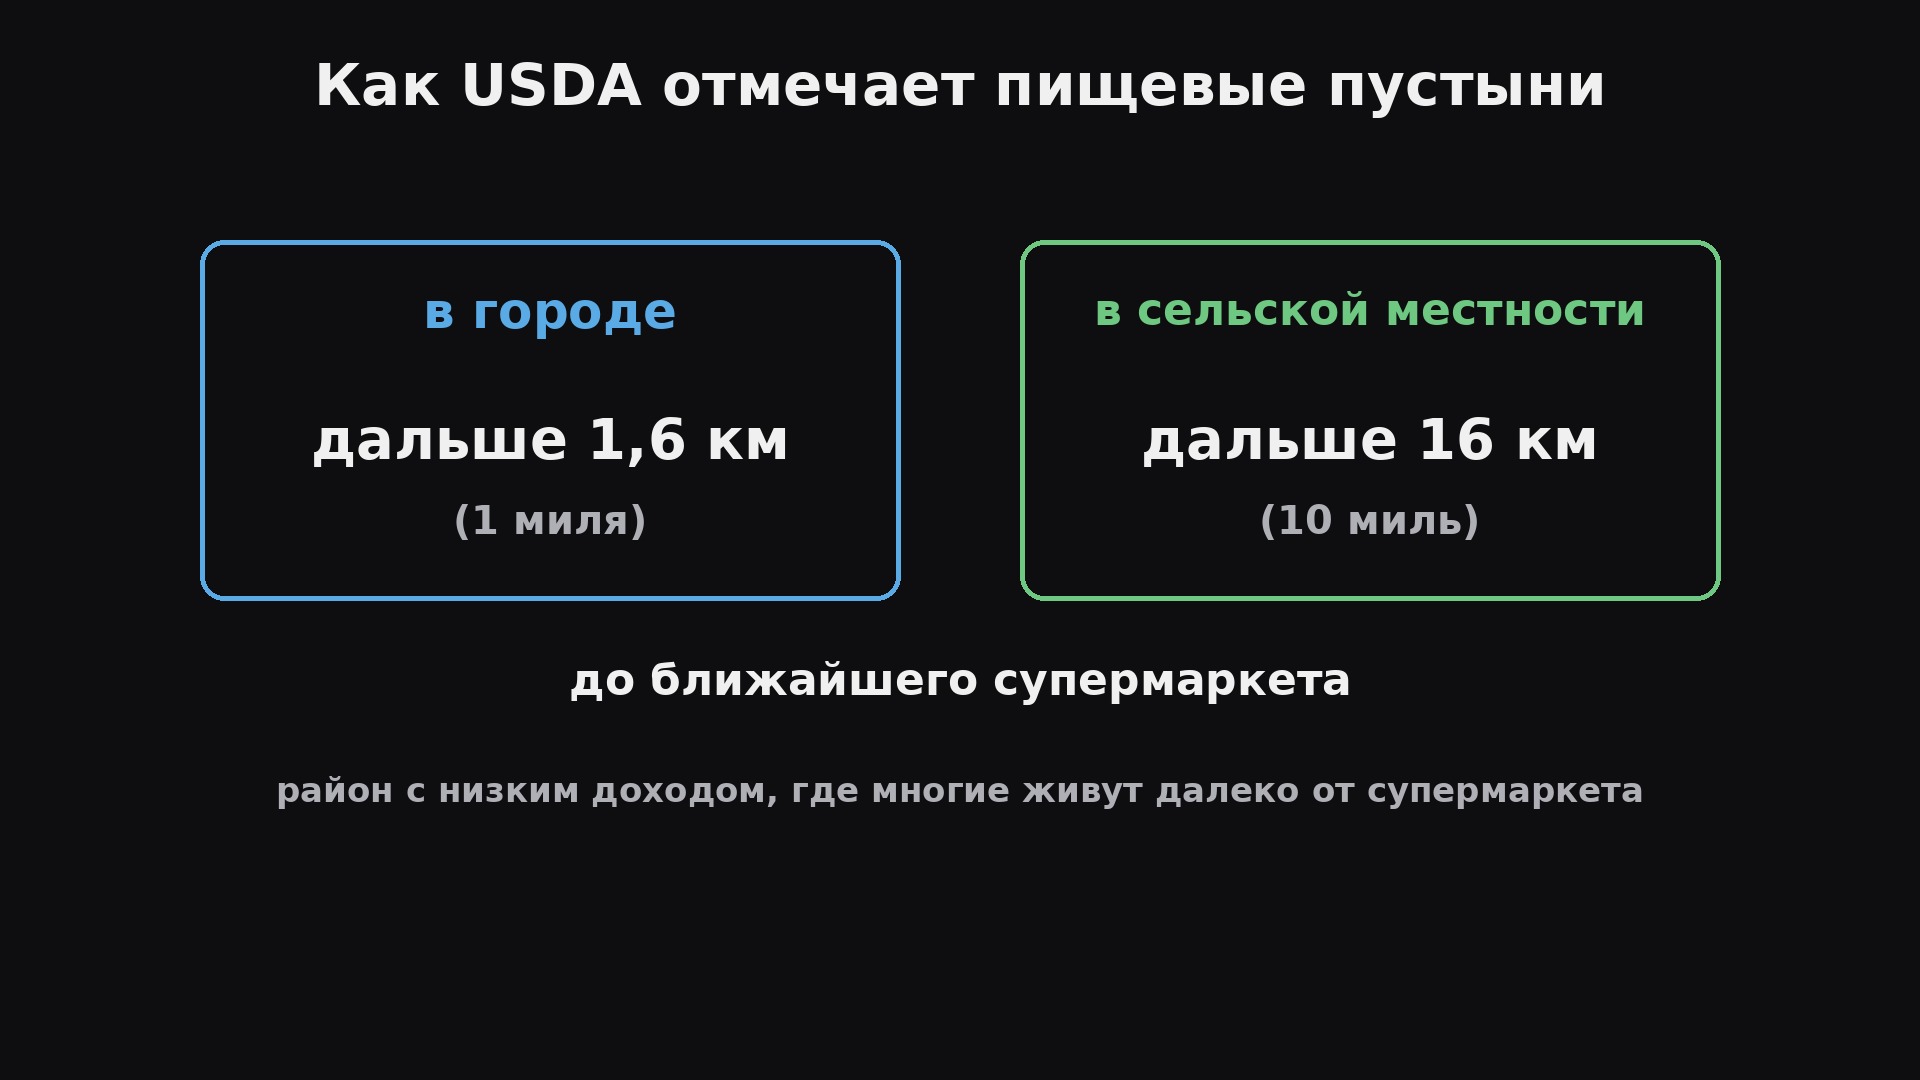 Как USDA отмечает пищевые пустыни
в городе
дальше 1,6 км
(1 миля)
в сельской местности
дальше 16 км
(10 миль)
до ближайшего супермаркета
район с низким доходом, где многие живут далеко от супермаркета